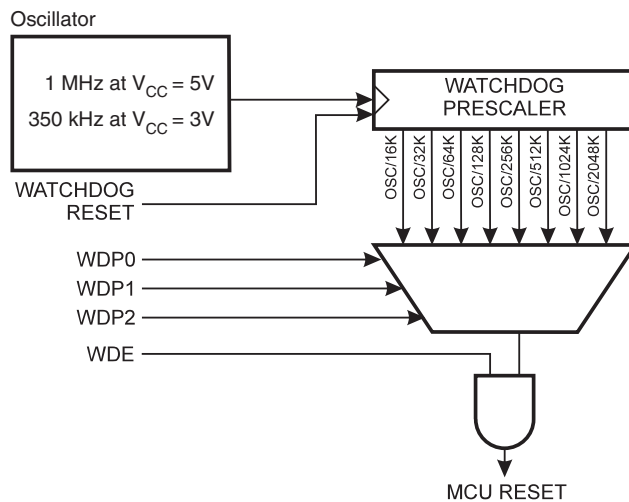 Oscillator
1 MHz at VCC = 5V
350 kHz at VCC = 3V
WATCHDOG
PRESCALER
OSC/16K
OSC/32K
OSC/64K
OSC/128K
OSC/256K
OSC/512K
OSC/1024K
OSC/2048K
WATCHDOG
RESET
WDP0
WDP1
WDP2
WDE
MCU RESET